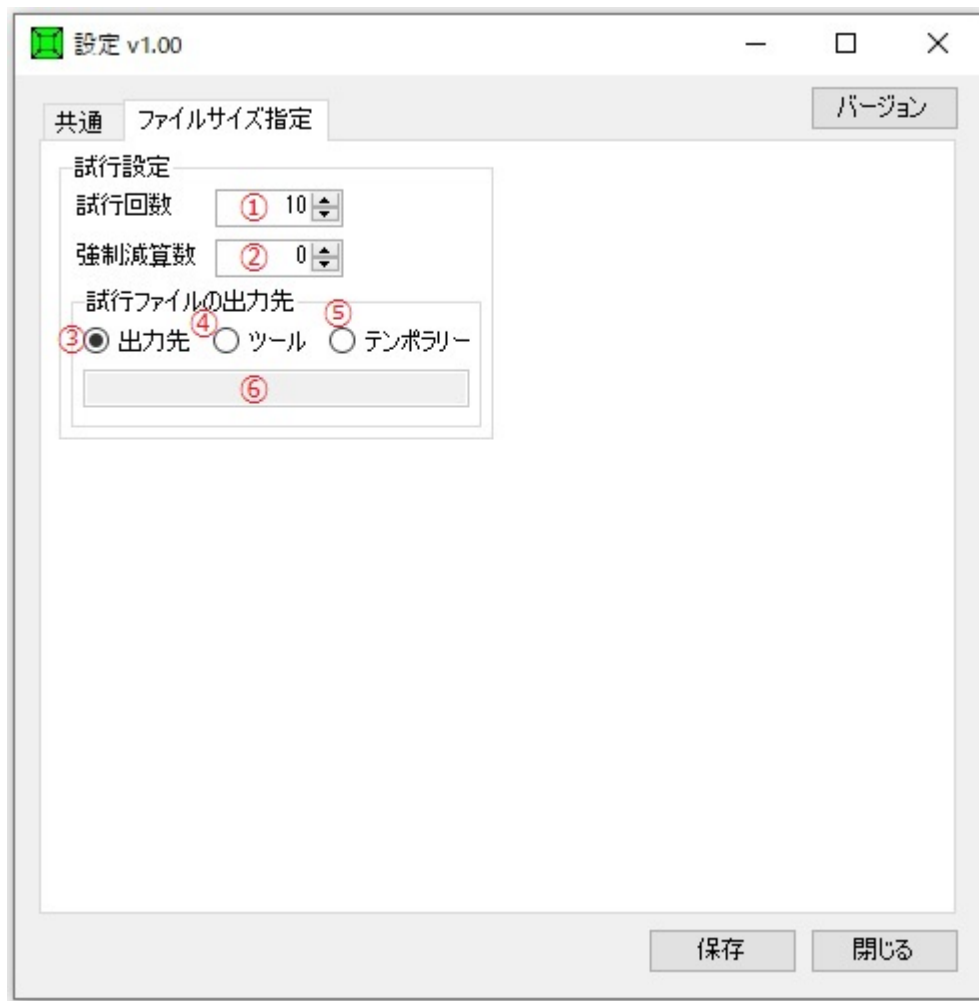 設定 v1.00
バージョン
共通 ファイルサイズ指定
試行設定
試行回数 ① 10
強制減算数 ② 0
試行ファイルの出力先
③ 出力先 ④ ツール ⑤ テンポラリー
⑥
保存 閉じる